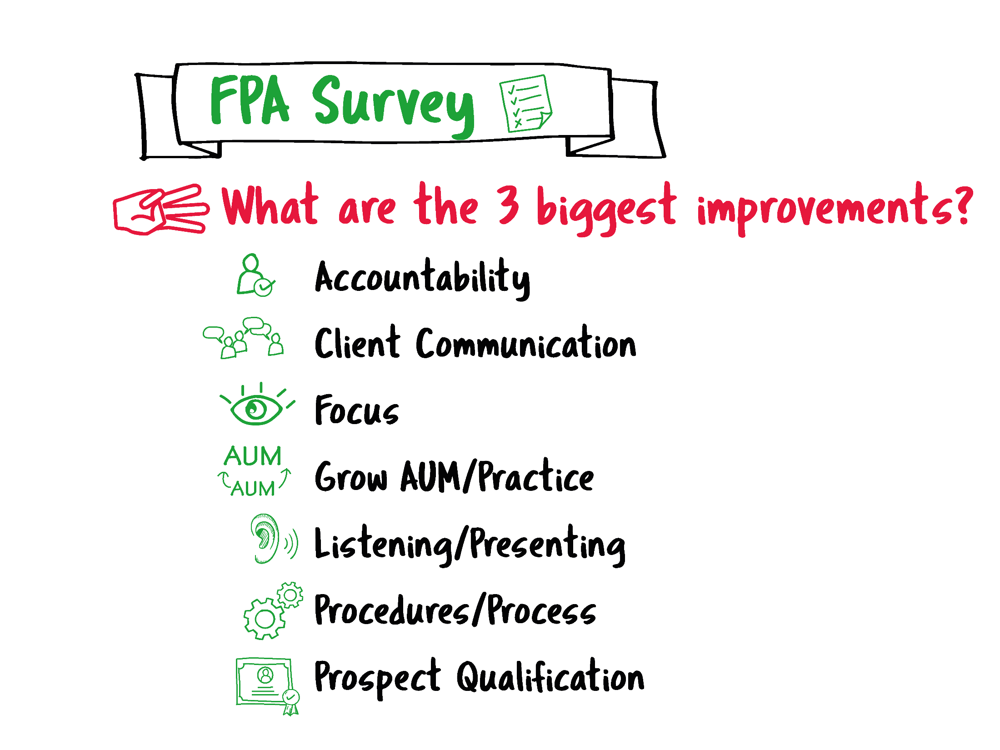 FPA Survey
What are the 3 biggest improvements?
Accountability
Client Communication
Focus
AUM
AUM
Grow AUM/Practice
Listening/Presenting
Procedures/Process
Prospect Qualification